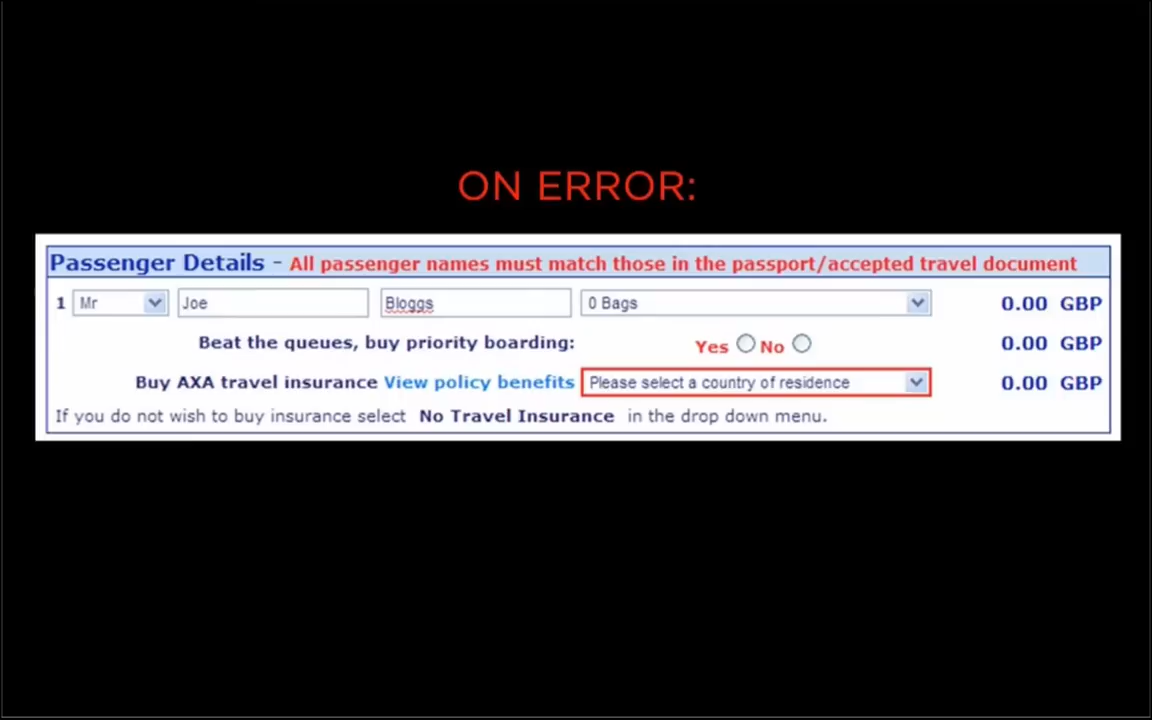 ON ERROR:
Passenger Details - All passenger names must match those in the passport/accepted travel document
1 Mr Joe Bloggs 0 Bags 0.00 GBP
Beat the queues, buy priority boarding: Yes No 0.00 GBP
Buy AXA travel insurance View policy benefits Please select a country of residence 0.00 GBP
If you do not wish to buy insurance select No Travel Insurance in the drop down menu.